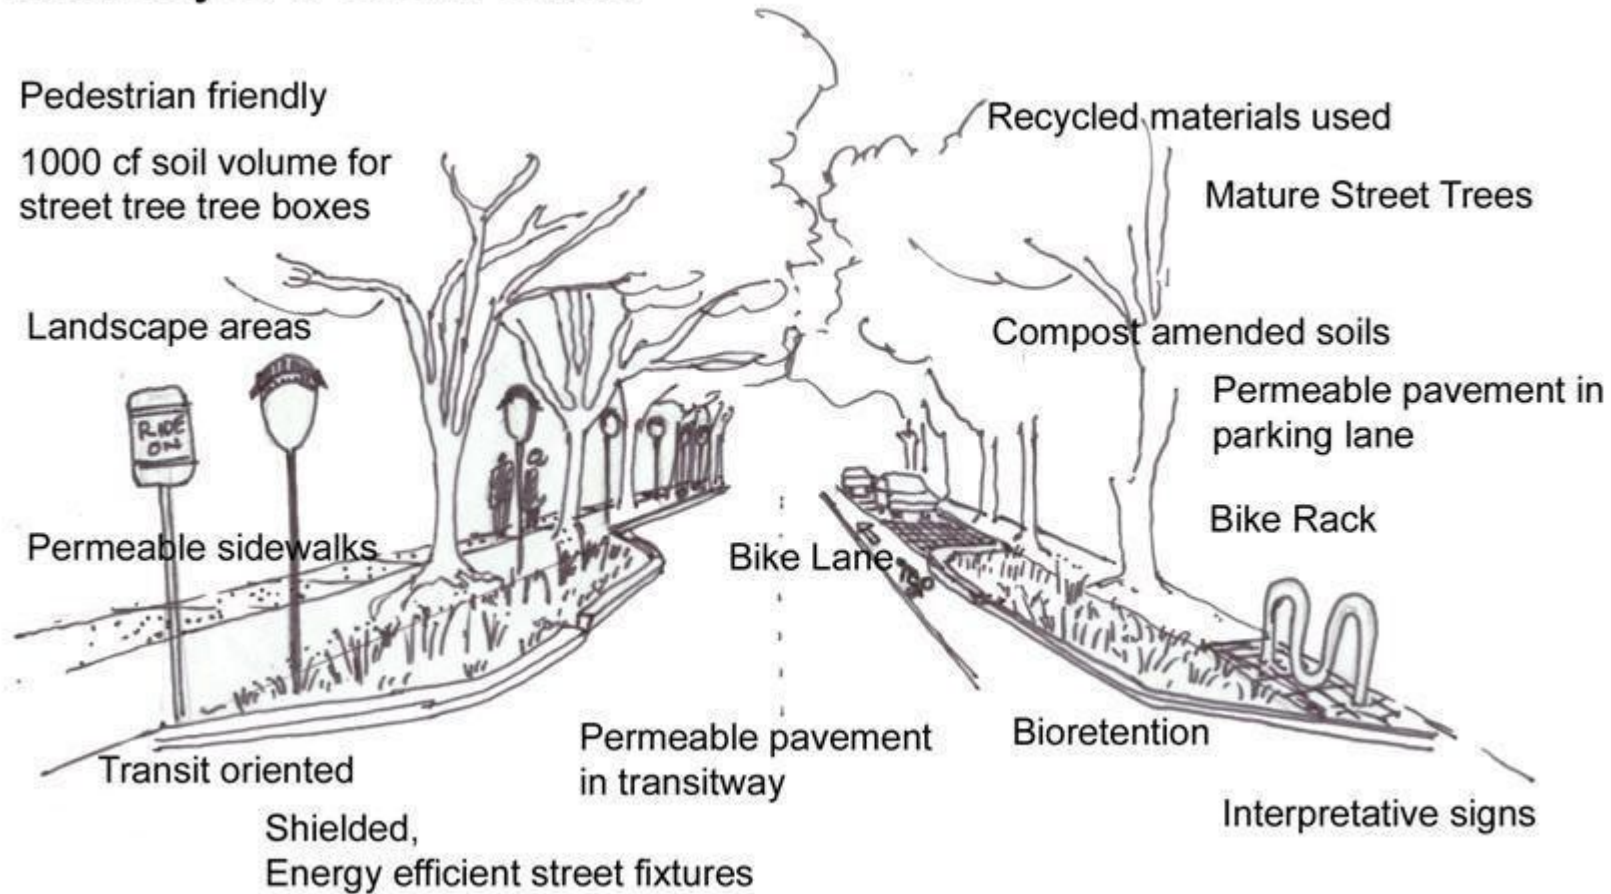 Pedestrian friendly
1000 cf soil volume for
street tree tree boxes
Landscape areas
RIDE
ON
Permeable sidewalks
Transit oriented
Shielded,
Energy efficient street fixtures
Permeable pavement
in transitway
Bike Lane
Recycled materials used
Mature Street Trees
Compost amended soils
Permeable pavement in
parking lane
Bike Rack
Bioretention
Interpretative signs